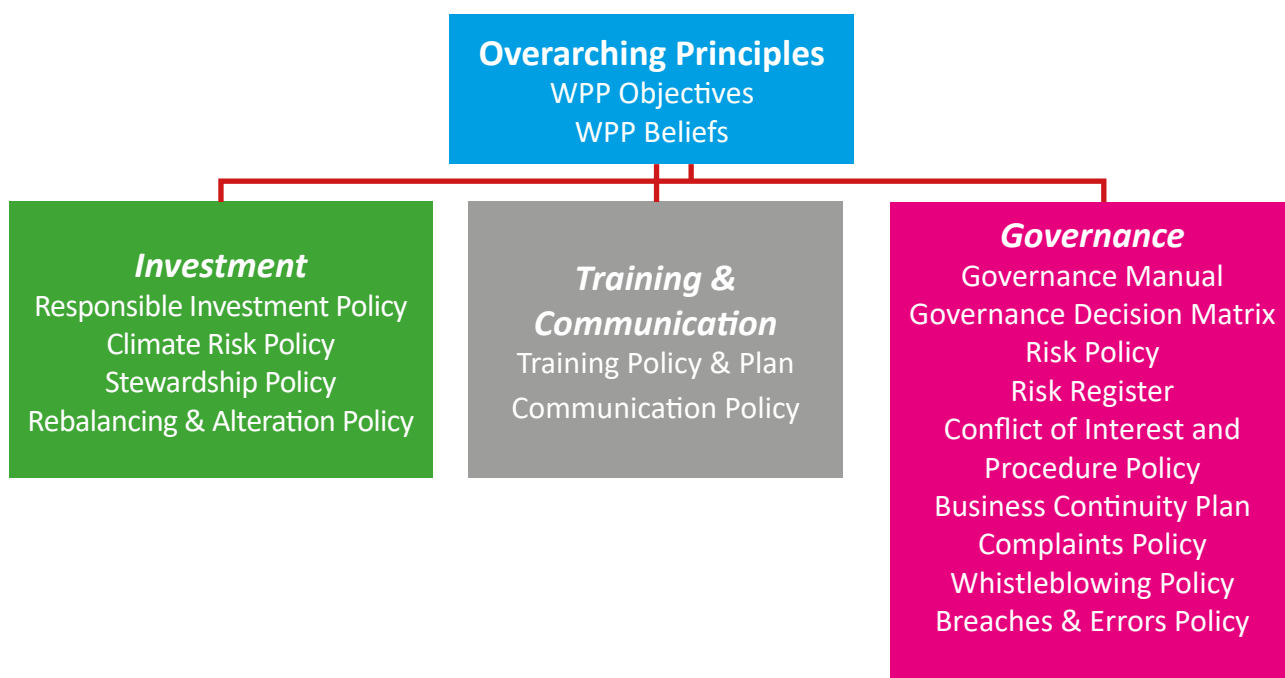 Overarching Principles
WPP Objectives
WPP Beliefs
Investment
Responsible Investment Policy
Climate Risk Policy
Stewardship Policy
Rebalancing & Alteration Policy
Training &
Communication
Training Policy & Plan
Communication Policy
Governance
Governance Manual
Governance Decision Matrix
Risk Policy
Risk Register
Conflict of Interest and
Procedure Policy
Business Continuity Plan
Complaints Policy
Whistleblowing Policy
Breaches & Errors Policy